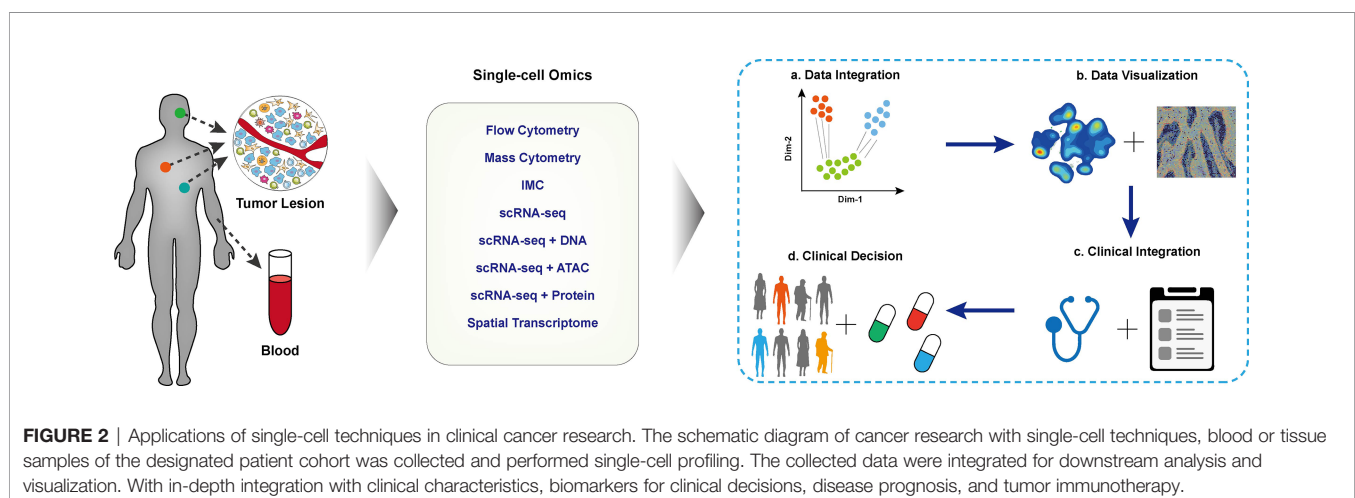 Single-cell Omics
Flow Cytometry
Mass Cytometry
IMC
scRNA-seq
scRNA-seq + DNA
scRNA-seq + ATAC
scRNA-seq + Protein
Spatial Transcriptome
Tumor Lesion
Blood
a. Data Integration
Dim-2
Dim-1
b. Data Visualization
c. Clinical Integration
d. Clinical Decision
FIGURE 2 | Applications of single-cell techniques in clinical cancer research. The schematic diagram of cancer research with single-cell techniques, blood or tissue
samples of the designated patient cohort was collected and performed single-cell profiling. The collected data were integrated for downstream analysis and
visualization. With in-depth integration with clinical characteristics, biomarkers for clinical decisions, disease prognosis, and tumor immunotherapy.